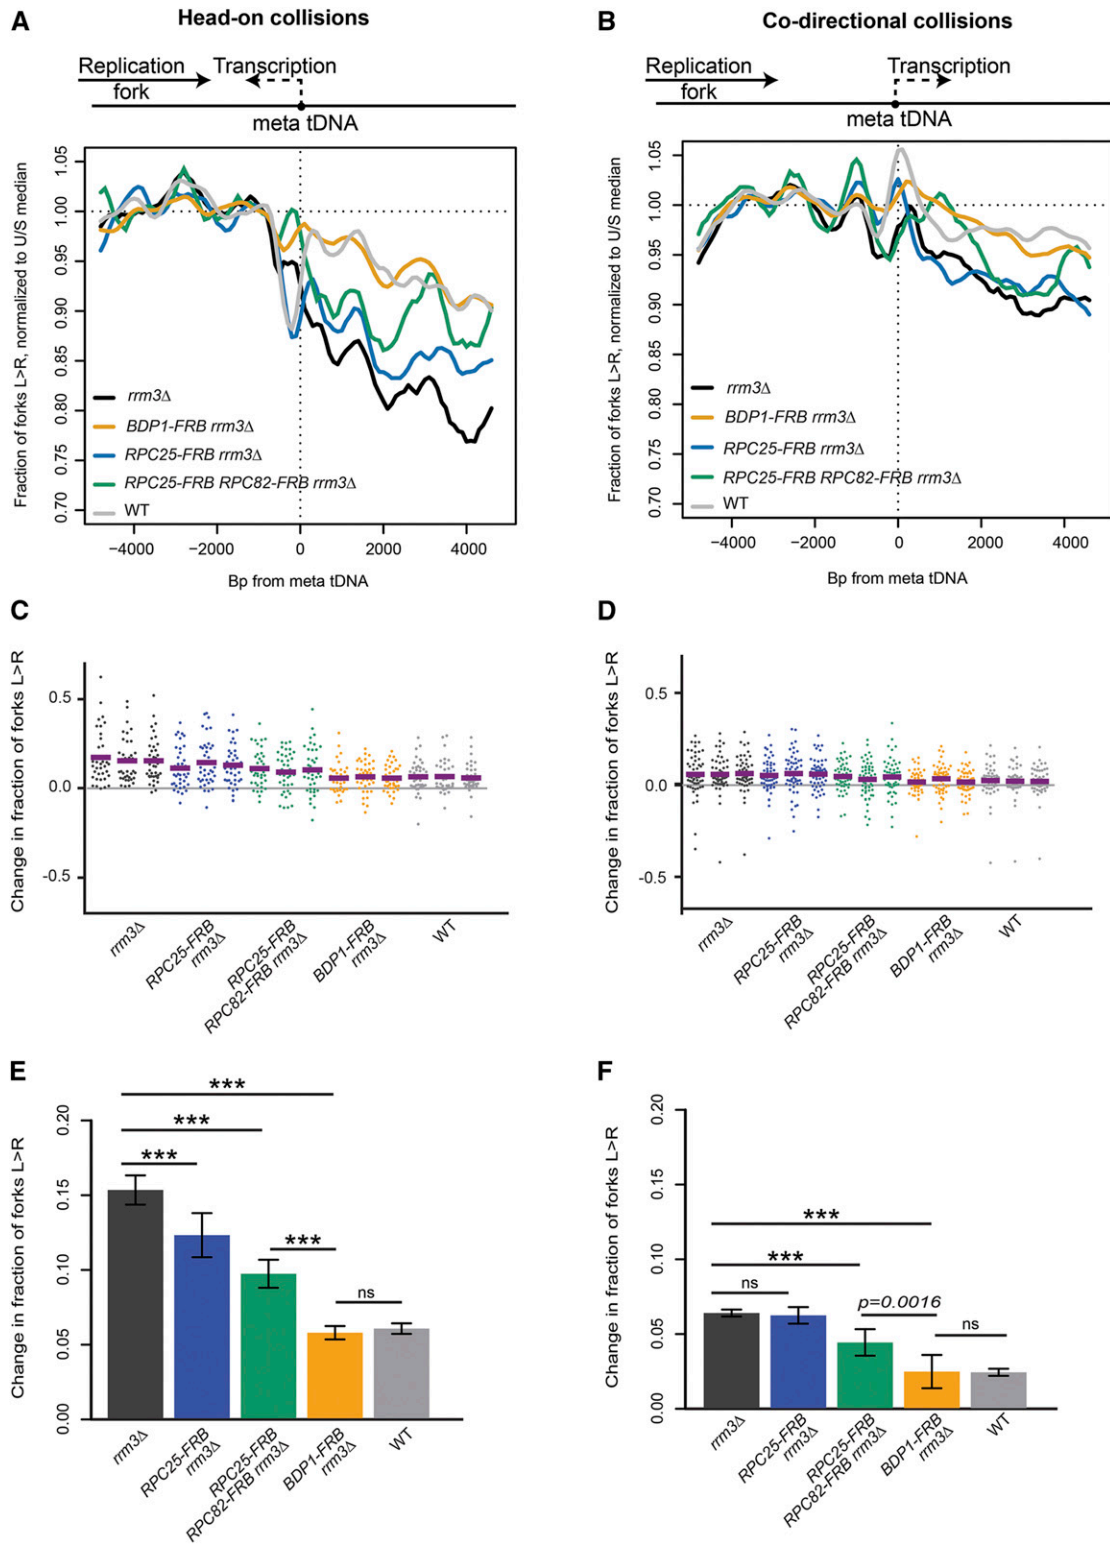 A
Head-on collisions
Replication
fork
Transcription
meta tDNA
Fraction of forks L>R, normalized to U/S median
1.05
1.00
0.95
0.90
0.85
0.80
0.75
0.70
rrm3Δ
BDP1-FRB rrm3Δ
RPC25-FRB rrm3Δ
RPC25-FRB RPC82-FRB rrm3Δ
WT
−4000 −2000 0 2000 4000
Bp from meta tDNA
B
Co-directional collisions
Replication
fork
Transcription
meta tDNA
Fraction of forks L>R, normalized to U/S median
1.05
1.00
0.95
0.90
0.85
0.80
0.75
0.70
rrm3Δ
BDP1-FRB rrm3Δ
RPC25-FRB rrm3Δ
RPC25-FRB RPC82-FRB rrm3Δ
WT
−4000 −2000 0 2000 4000
Bp from meta tDNA
C
Change in fraction of forks L>R
0.5
0.0
-0.5
rrm3Δ
RPC25-FRB
rrm3Δ
RPC25-FRB
RPC82-FRB rrm3Δ
BDP1-FRB
rrm3Δ
WT
D
Change in fraction of forks L>R
0.5
0.0
-0.5
rrm3Δ
RPC25-FRB
rrm3Δ
RPC25-FRB
RPC82-FRB rrm3Δ
BDP1-FRB
rrm3Δ
WT
E
Change in fraction of forks L>R
0.20
0.15
0.10
0.05
0.00
***
***
***
***
ns
rrm3Δ
RPC25-FRB
rrm3Δ
RPC25-FRB
RPC82-FRB rrm3Δ
BDP1-FRB
rrm3Δ
WT
F
Change in fraction of forks L>R
0.20
0.15
0.10
0.05
0.00
***
***
ns
p=0.0016
ns
rrm3Δ
RPC25-FRB
rrm3Δ
RPC25-FRB
RPC82-FRB rrm3Δ
BDP1-FRB
rrm3Δ
WT